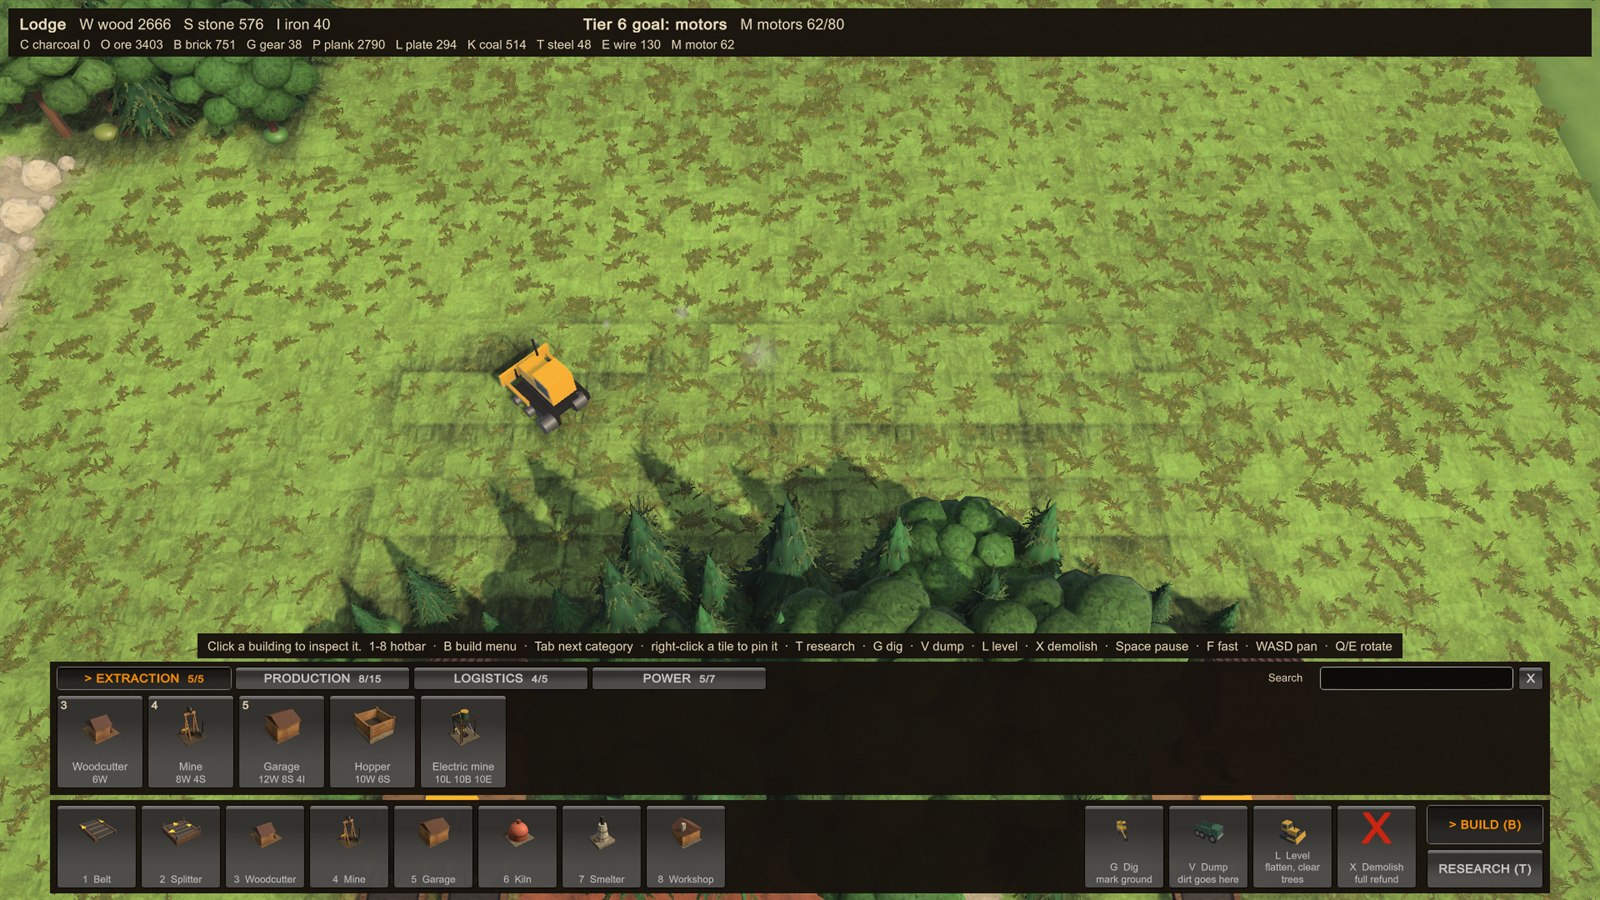 Lodge W wood 2666 S stone 576 I iron 40 Tier 6 goal: motors M motors 62/80
C charcoal 0 O ore 3403 B brick 751 G gear 38 P plank 2790 L plate 294 K coal 514 T steel 48 E wire 130 M motor 62
Click a building to inspect it. 1-8 hotbar · B build menu · Tab next category · right-click a tile to pin it · T research · G dig · V dump · L level · X demolish · Space pause · F fast · WASD pan · Q/E rotate
> EXTRACTION 5/5 PRODUCTION 8/15 LOGISTICS 4/5 POWER 5/7 Search X
3 4 5
Woodcutter Mine Garage Hopper Electric mine
6W 8W 4S 12W 8S 4I 10W 6S 10L 10B 10E
> BUILD (B)
L Level
G Dig V Dump flatten, clear X Demolish
mark ground dirt goes here trees full refund
RESEARCH (T)
1 Belt 2 Splitter 3 Woodcutter 4 Mine 5 Garage 6 Kiln 7 Smelter 8 Workshop